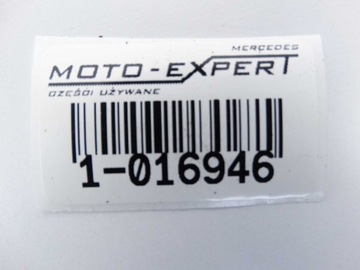 MERCEDES
MOTO-EXPERT
CZĘŚCI UŻYWANE
1-016946